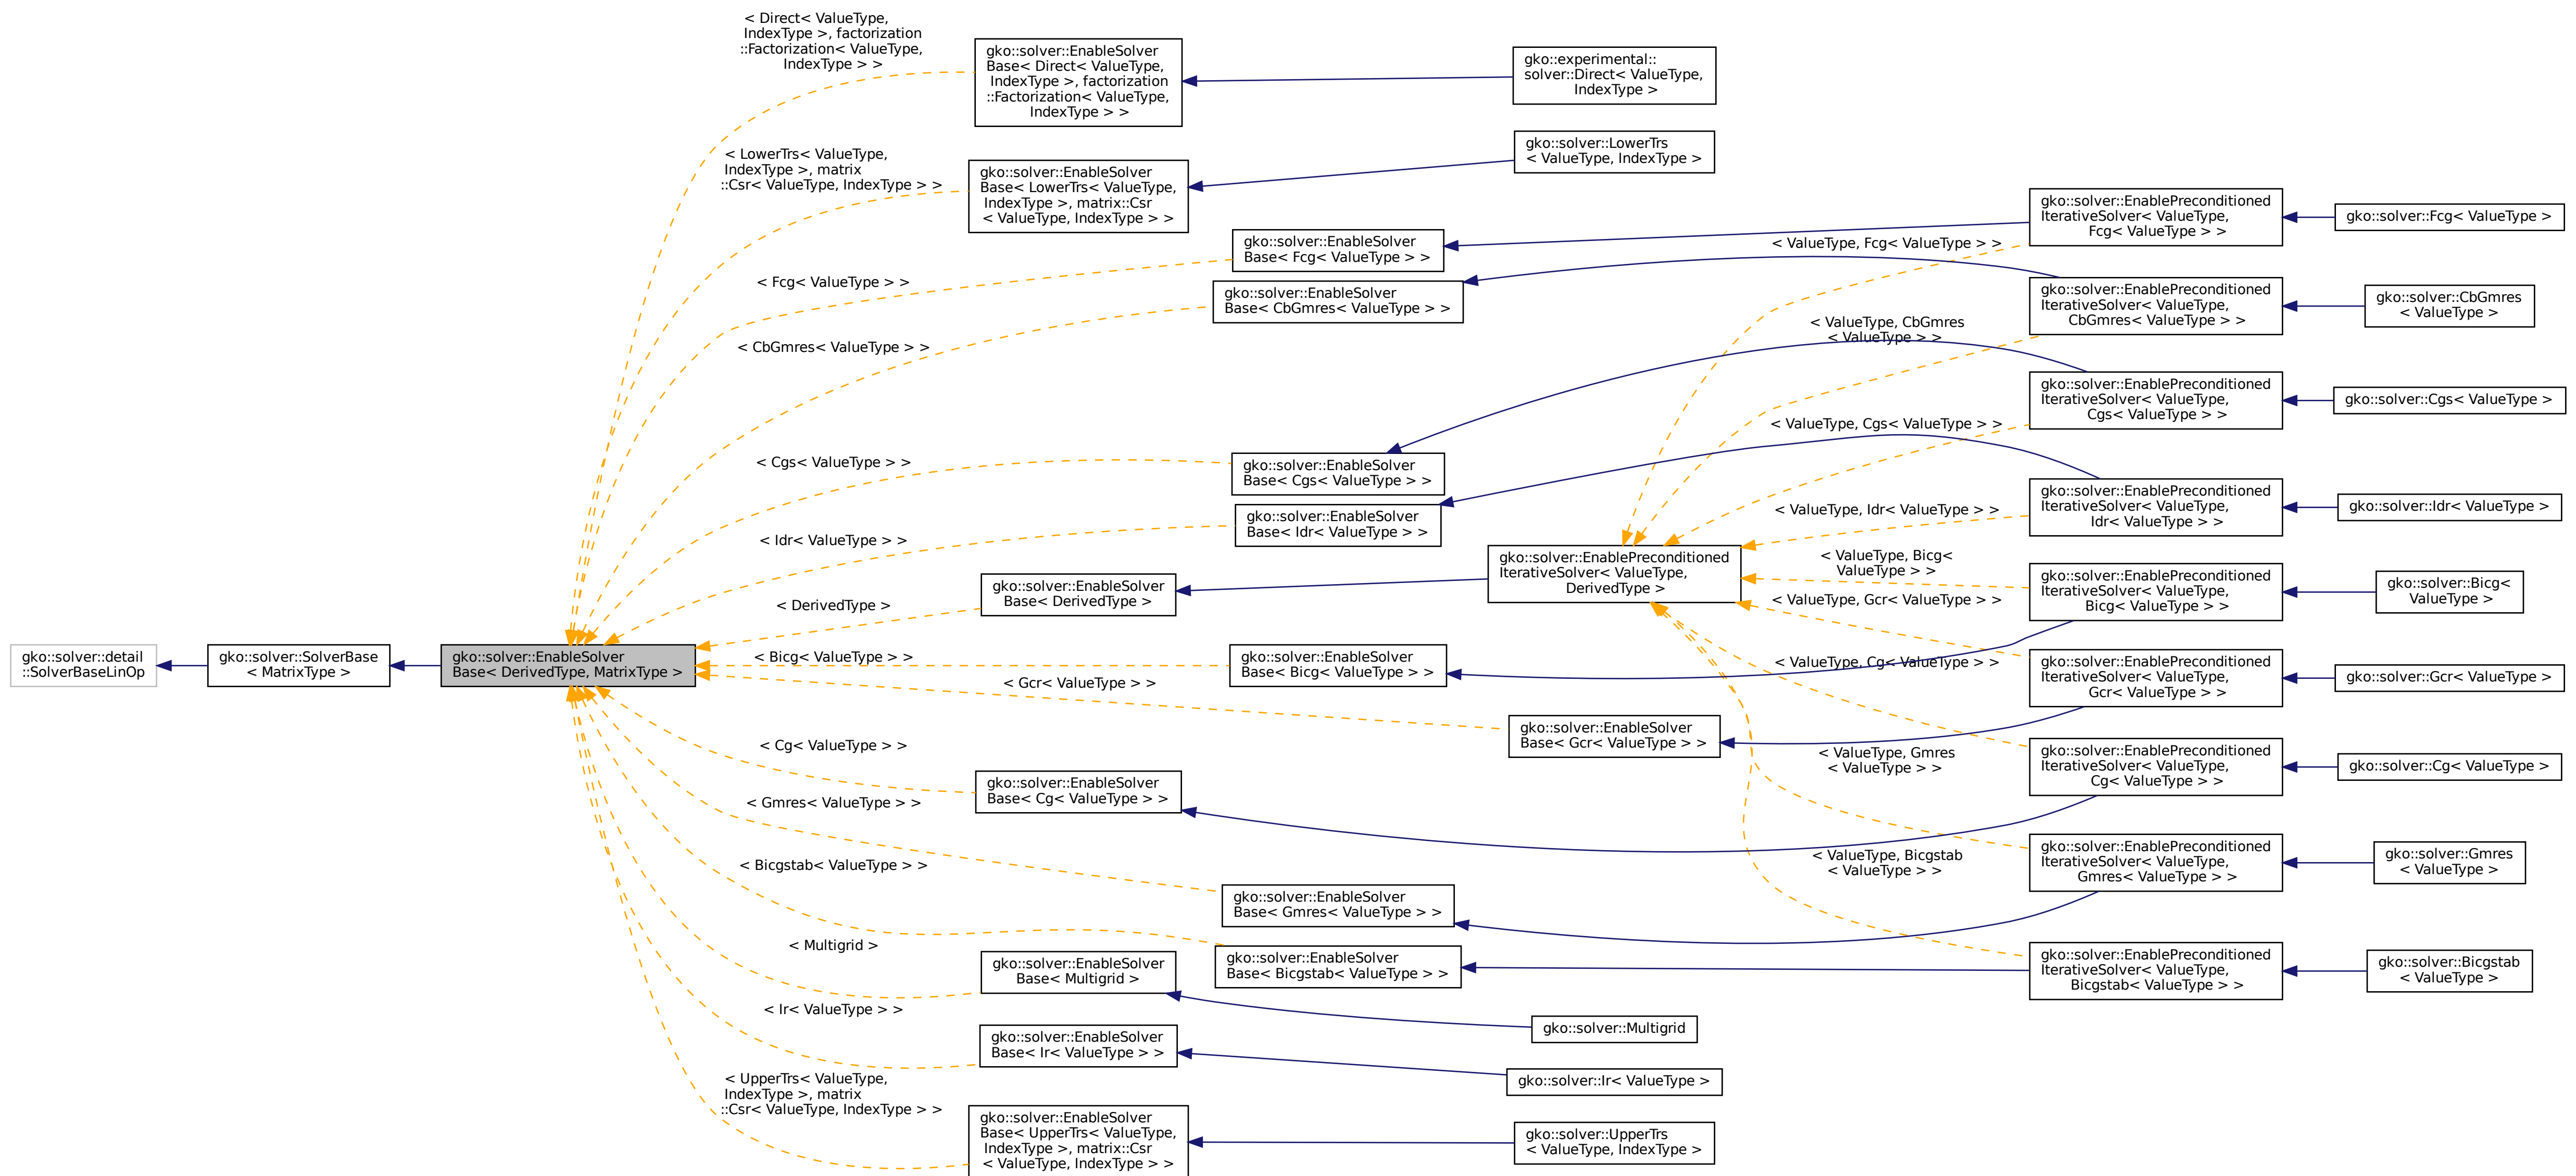 < Direct< ValueType,
IndexType >, factorization
::Factorization< ValueType,
IndexType > >
gko::solver::EnableSolver
Base< Direct< ValueType,
IndexType >, factorization
::Factorization< ValueType,
IndexType > >
gko::experimental::
solver::Direct< ValueType,
IndexType >
< LowerTrs< ValueType,
IndexType >, matrix
::Csr< ValueType, IndexType > >
gko::solver::EnableSolver
Base< LowerTrs< ValueType,
IndexType >, matrix::Csr
< ValueType, IndexType > >
gko::solver::LowerTrs
< ValueType, IndexType >
< Fcg< ValueType > >
gko::solver::EnableSolver
Base< Fcg< ValueType > >
< ValueType, Fcg< ValueType > >
gko::solver::EnablePreconditioned
IterativeSolver< ValueType,
Fcg< ValueType > >
gko::solver::Fcg< ValueType >
< CbGmres< ValueType > >
gko::solver::EnableSolver
Base< CbGmres< ValueType > >
< ValueType, CbGmres
< ValueType > >
gko::solver::EnablePreconditioned
IterativeSolver< ValueType,
CbGmres< ValueType > >
gko::solver::CbGmres
< ValueType >
< Cgs< ValueType > >
gko::solver::EnableSolver
Base< Cgs< ValueType > >
< ValueType, Cgs< ValueType > >
gko::solver::EnablePreconditioned
IterativeSolver< ValueType,
Cgs< ValueType > >
gko::solver::Cgs< ValueType >
< Idr< ValueType > >
gko::solver::EnableSolver
Base< Idr< ValueType > >
< ValueType, Idr< ValueType > >
gko::solver::EnablePreconditioned
IterativeSolver< ValueType,
Idr< ValueType > >
gko::solver::Idr< ValueType >
< DerivedType >
gko::solver::EnableSolver
Base< DerivedType >
gko::solver::EnablePreconditioned
IterativeSolver< ValueType,
DerivedType >
< ValueType, Bicg<
ValueType > >
gko::solver::EnablePreconditioned
IterativeSolver< ValueType,
Bicg< ValueType > >
gko::solver::Bicg<
ValueType >
gko::solver::detail
::SolverBaseLinOp
gko::solver::SolverBase
< MatrixType >
gko::solver::EnableSolver
Base< DerivedType, MatrixType >
< Bicg< ValueType > >
gko::solver::EnableSolver
Base< Bicg< ValueType > >
< ValueType, Gcr< ValueType > >
gko::solver::EnablePreconditioned
IterativeSolver< ValueType,
Gcr< ValueType > >
gko::solver::Gcr< ValueType >
< Gcr< ValueType > >
gko::solver::EnableSolver
Base< Gcr< ValueType > >
< ValueType, Cg< ValueType > >
gko::solver::EnablePreconditioned
IterativeSolver< ValueType,
Cg< ValueType > >
gko::solver::Cg< ValueType >
< Cg< ValueType > >
gko::solver::EnableSolver
Base< Cg< ValueType > >
< ValueType, Gmres
< ValueType > >
gko::solver::EnablePreconditioned
IterativeSolver< ValueType,
Gmres< ValueType > >
gko::solver::Gmres
< ValueType >
< Gmres< ValueType > >
gko::solver::EnableSolver
Base< Gmres< ValueType > >
< ValueType, Bicgstab
< ValueType > >
< Bicgstab< ValueType > >
gko::solver::EnableSolver
Base< Bicgstab< ValueType > >
gko::solver::EnablePreconditioned
IterativeSolver< ValueType,
Bicgstab< ValueType > >
gko::solver::Bicgstab
< ValueType >
< Multigrid >
gko::solver::EnableSolver
Base< Multigrid >
gko::solver::Multigrid
< Ir< ValueType > >
gko::solver::EnableSolver
Base< Ir< ValueType > >
gko::solver::Ir< ValueType >
< UpperTrs< ValueType,
IndexType >, matrix
::Csr< ValueType, IndexType > >
gko::solver::EnableSolver
Base< UpperTrs< ValueType,
IndexType >, matrix::Csr
< ValueType, IndexType > >
gko::solver::UpperTrs
< ValueType, IndexType >